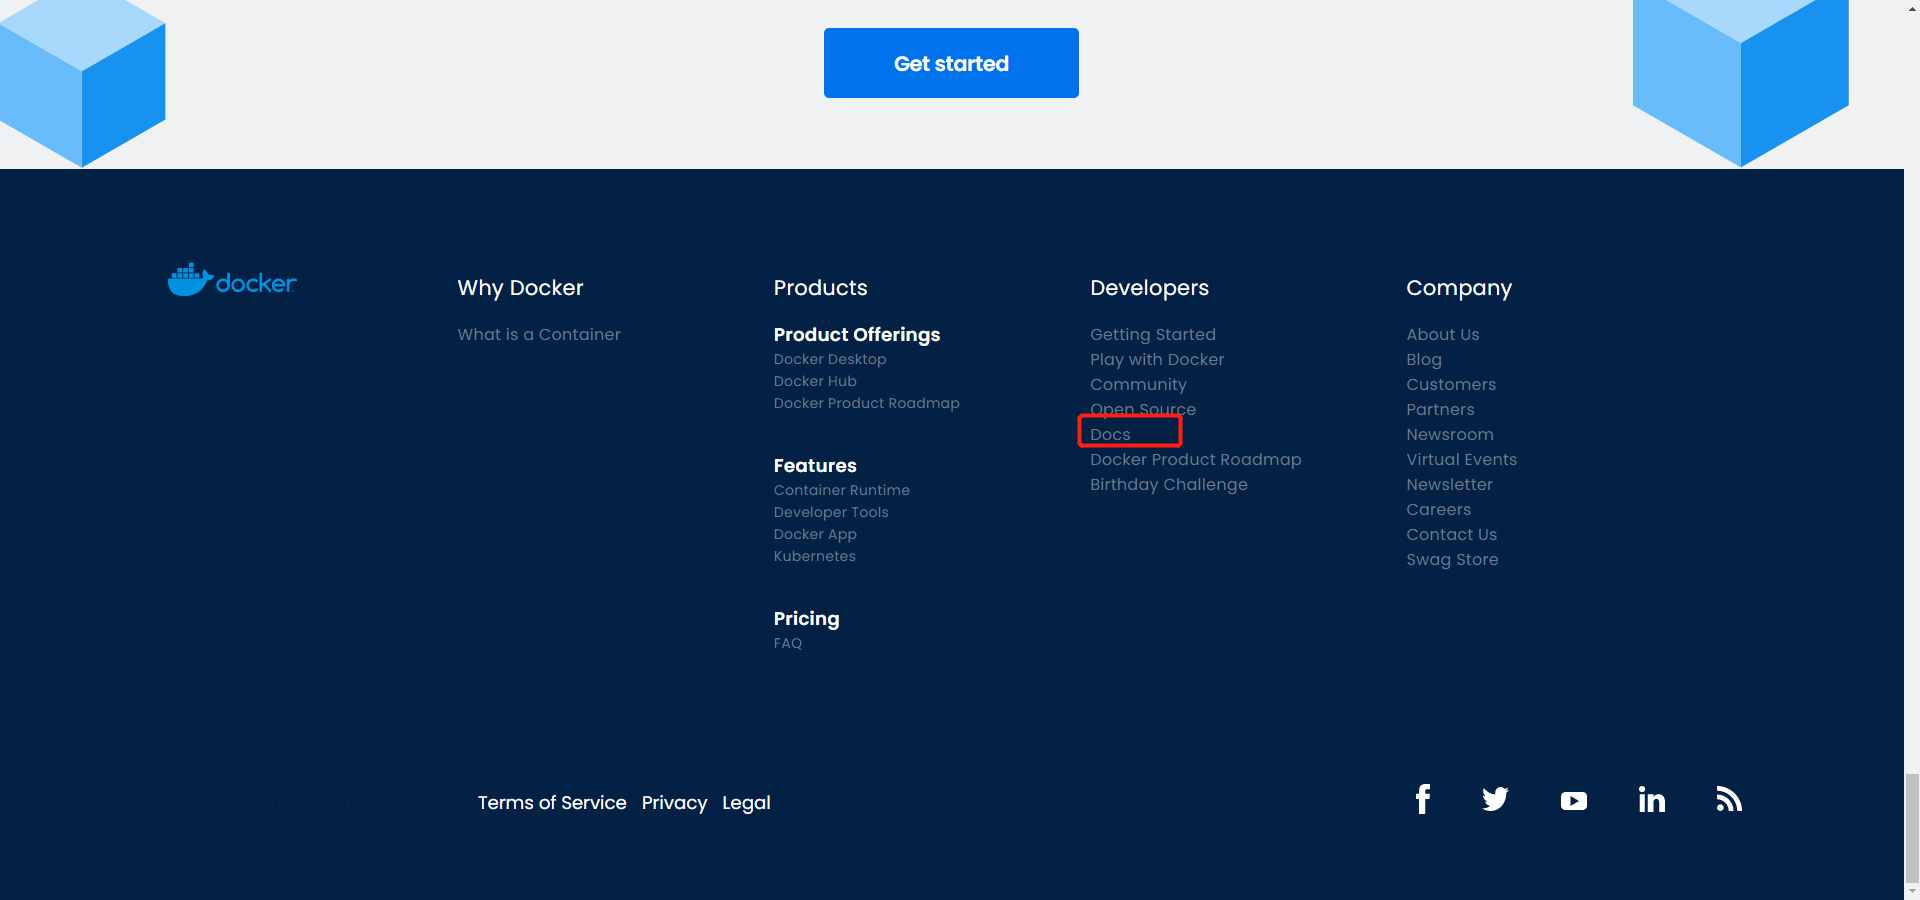 Get started
docker
Why Docker
What is a Container
Products
Product Offerings
Docker Desktop
Docker Hub
Docker Product Roadmap
Features
Container Runtime
Developer Tools
Docker App
Kubernetes
Pricing
FAQ
Developers
Getting Started
Play with Docker
Community
Open Source
Docs
Docker Product Roadmap
Birthday Challenge
Company
About Us
Blog
Customers
Partners
Newsroom
Virtual Events
Newsletter
Careers
Contact Us
Swag Store
Terms of Service Privacy Legal